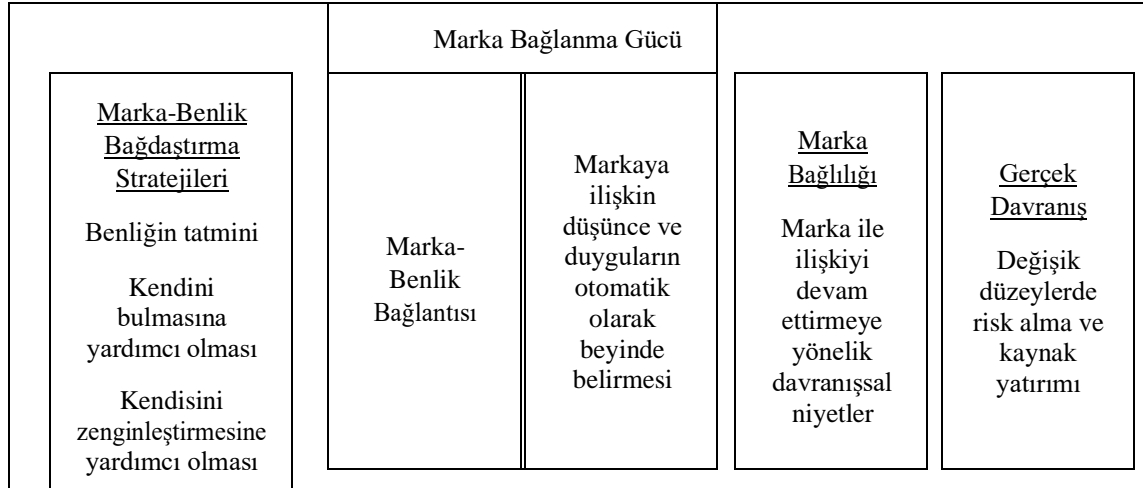 Marka Bağlanma Gücü
Marka-Benlik
Bağdaştırma
Stratejileri
Benliğin tatmini
Kendini
bulmasına
yardımcı olması
Kendisini
zenginleştirmesine
yardımcı olması
Marka-
Benlik
Bağlantısı
Markaya
ilişkin
düşünce ve
duyguların
otomatik
olarak
beyinde
belirmesi
Marka
Bağlılığı
Marka ile
ilişkiyi
devam
ettirmeye
yönelik
davranışsal
niyetler
Gerçek
Davranış
Değişik
düzeylerde
risk alma ve
kaynak
yatırımı